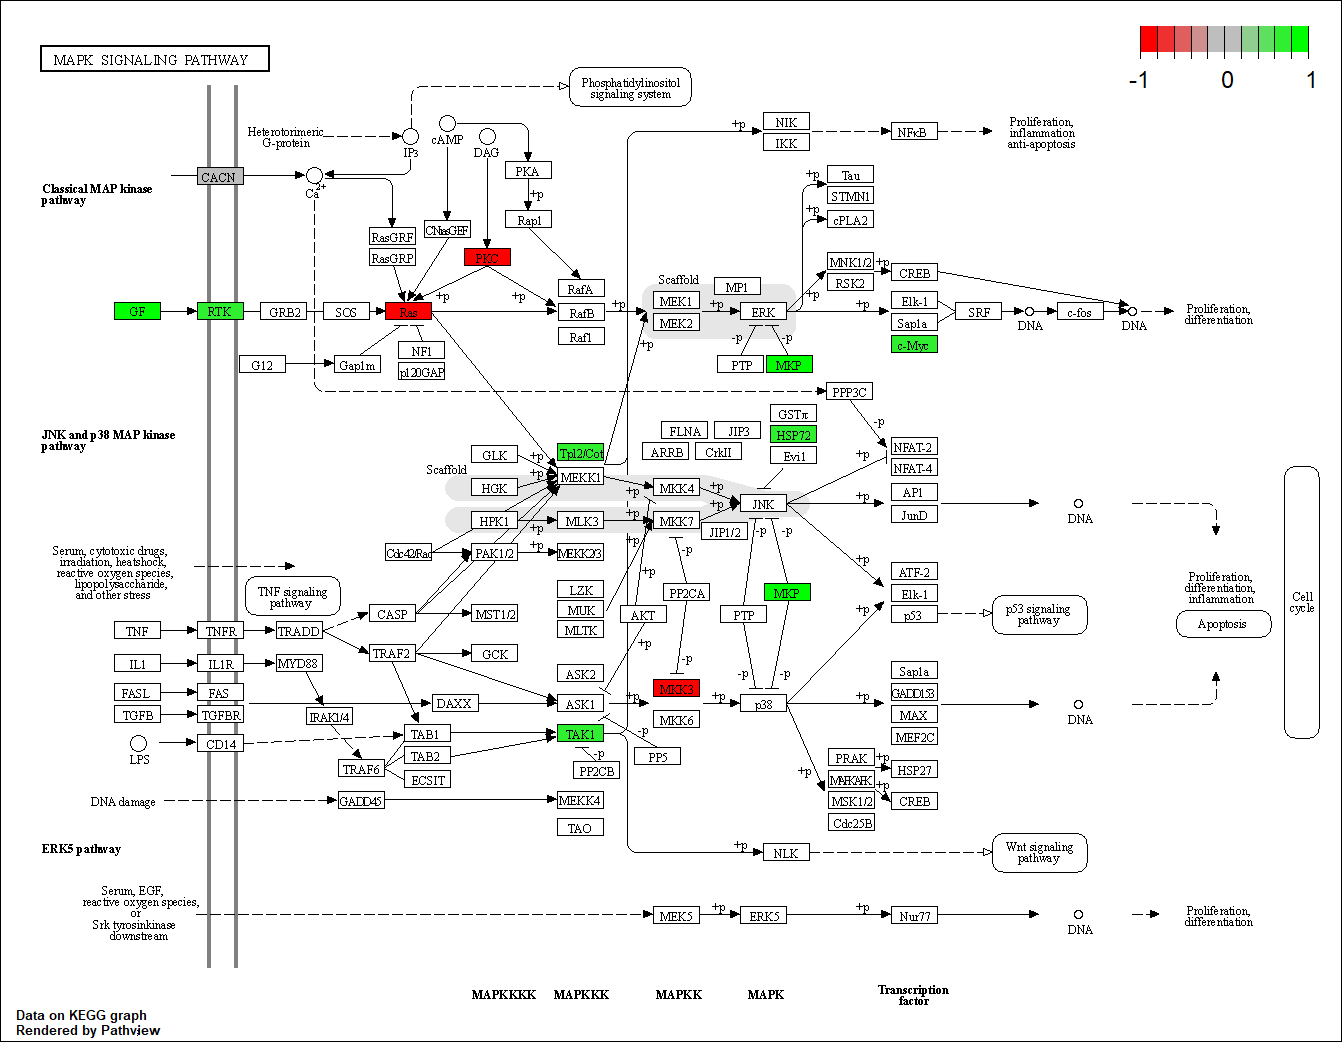 MAPK SIGNALING PATHWAY
-1
0
1
Phosphatidylinositol
signaling system
Heterotorimeric
G-protein
IP3
cAMP
DAG
+p
NIK
IKK
NFκB
Proliferation,
inflammation
anti-apoptosis
Classical MAP kinase
pathway
CACN
Ca2+
PKA
+p
Rap1
Tau
STMN1
+p
cPLA2
+p
RasGRF
RasGRP
CNrasGEF
PKC
RafA
Scaffold
MP1
MNK1/2
RSK2
+p
+p
CREB
GF
RTK
GRB2
SOS
Ras
+p
+p
RafB
Raf1
+p
MEK1
MEK2
+p
ERK
+p
Elk-1
Sap1a
c-Myc
SRF
DNA
c-fos
DNA
Proliferation,
differentiation
G12
Gap1m
NF1
p120GAP
+p
-p
-p
PTP
MKP
PPP3C
-p
JNK and p38 MAP kinase
pathway
GSTπ
HSP72
Evi1
FLNA
JIP3
ARRB
CrkII
NFAT-2
NFAT-4
Scaffold
GLK
HGK
HPK1
+p
+p
+p
Tpl2/Cot
MEKK1
MLK3
+p
+p
+p
MKK4
MKK7
+p
+p
JIP1/2
JNK
+p
AP1
JunD
DNA
Cdc42/Rac
PAK1/2
+p
MEKK2/3
+p
-p
-p
-p
+p
Serum, cytotoxic drugs,
irradiation, heatshock,
reactive oxygen species,
lipopolysaccharide,
and other stress
TNF signaling
pathway
CASP
MST1/2
LZK
MUK
MLTK
AKT
+p
PP2CA
PTP
MKP
ATF-2
Elk-1
p53
+p
p53 signaling
pathway
Proliferation,
differentiation,
inflammation
Apoptosis
Cell
cycle
TNF
TNFR
TRADD
TRAF2
GCK
+p
IL1
IL1R
MYD88
ASK2
-p
-p
-p
FASL
FAS
DAXX
ASK1
+p
MKK3
MKK6
+p
p38
+p
Sap1a
GADD153
MAX
MEF2C
DNA
TGFB
TGFBR
IRAK1/4
LPS
CD14
TAB1
TAB2
ECSIT
TRAF6
TAK1
-p
-p
PP2CB
PP5
+p
PRAK
MAPKAPK
MSK1/2
Cdc25B
+p
+p
HSP27
CREB
DNA damage
GADD45
MEKK4
TAO
ERK5 pathway
+p
NLK
Wnt signaling
pathway
Serum, EGF,
reactive oxygen species,
or
Srk tyrosinkinase
downstream
MEK5
+p
ERK5
+p
Nur77
DNA
Proliferation,
differentiation
MAPKKKK
MAPKKK
MAPKK
MAPK
Transcription
factor
Data on KEGG graph
Rendered by Pathview